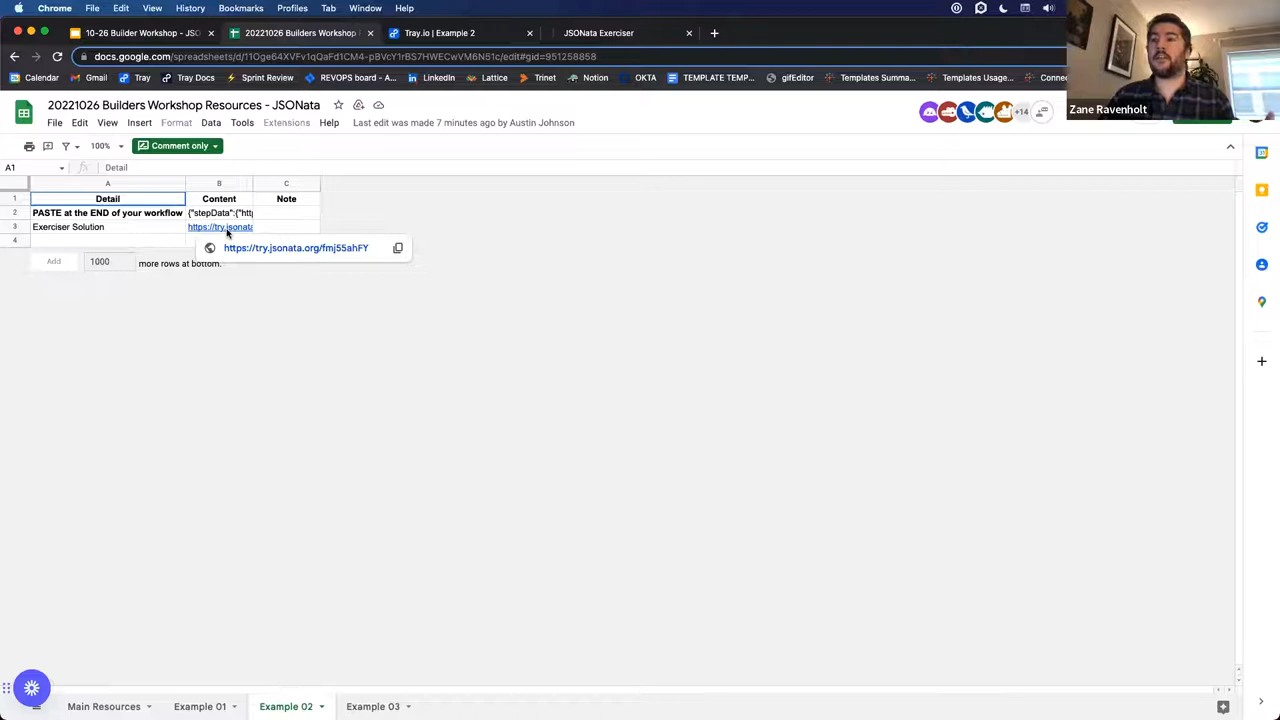 Chrome File Edit View History Bookmarks Profiles Tab Window Help
10-26 Builder Workshop - JSO 20221026 Builders Workshop Tray.io | Example 2 JSONata Exerciser
docs.google.com/spreadsheets/d/11Oge64XVFv1qQaFd1CM4-pBVcY1rBS7HWECwVM6N51c/edit#gid=951258858
Calendar Gmail Tray Tray Docs Sprint Review REVOPS board - A... LinkedIn Lattice Trinet Notion OKTA TEMPLATE TEMP... gifEditor Templates Summa... Templates Usage... Conne
Zane Ravenholt
20221026 Builders Workshop Resources - JSONata
+14
File Edit View Insert Format Data Tools Extensions Help Last edit was made 7 minutes ago by Austin Johnson
100% Comment only
A1 fx Detail
A B C
1 Detail Content Note
2 PASTE at the END of your workflow {"stepData":{"htt
3 Exerciser Solution https://try.jsonata
4
https://try.jsonata.org/fmj55ahFY
Add 1000 more rows at bottom.
Main Resources Example 01 Example 02 Example 03